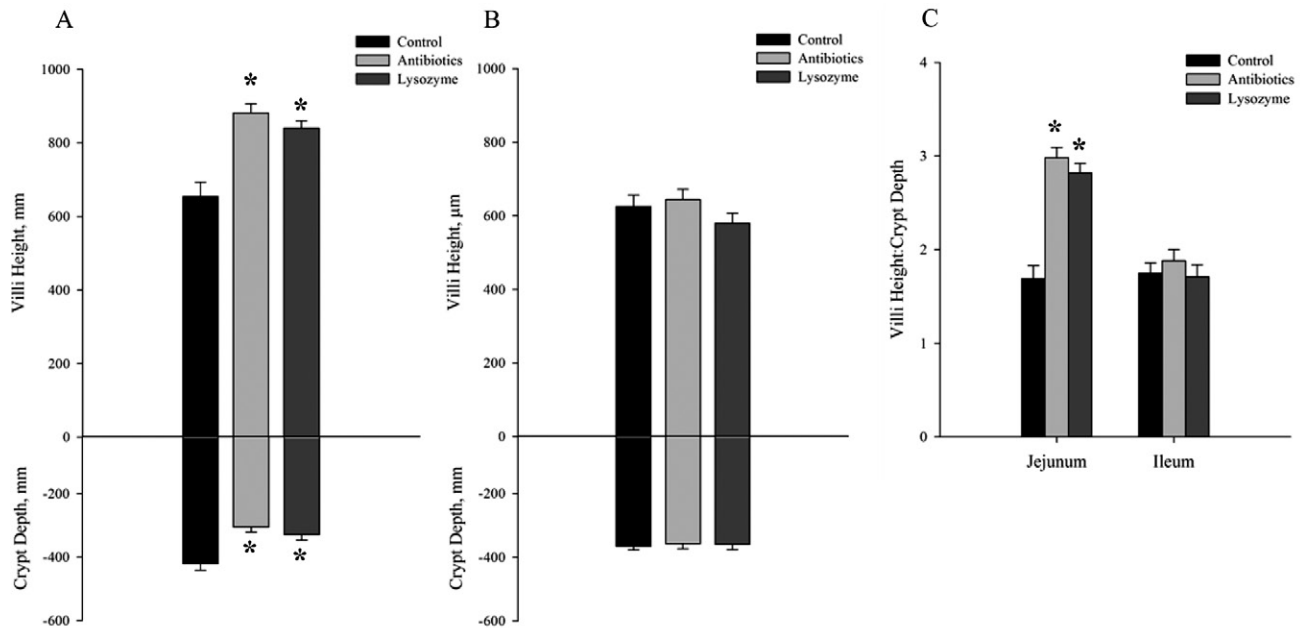 A
Control
Antibiotics
Lysozyme
1000
800
600
400
200
0
-200
-400
-600
Villi Height, mm
Crypt Depth, mm
*
*
*
*
B
Control
Antibiotics
Lysozyme
1000
800
600
400
200
0
-200
-400
-600
Villi Height, µm
Crypt Depth, mm
C
Control
Antibiotics
Lysozyme
4
3
2
1
0
Villi Height:Crypt Depth
*
*
Jejunum
Ileum